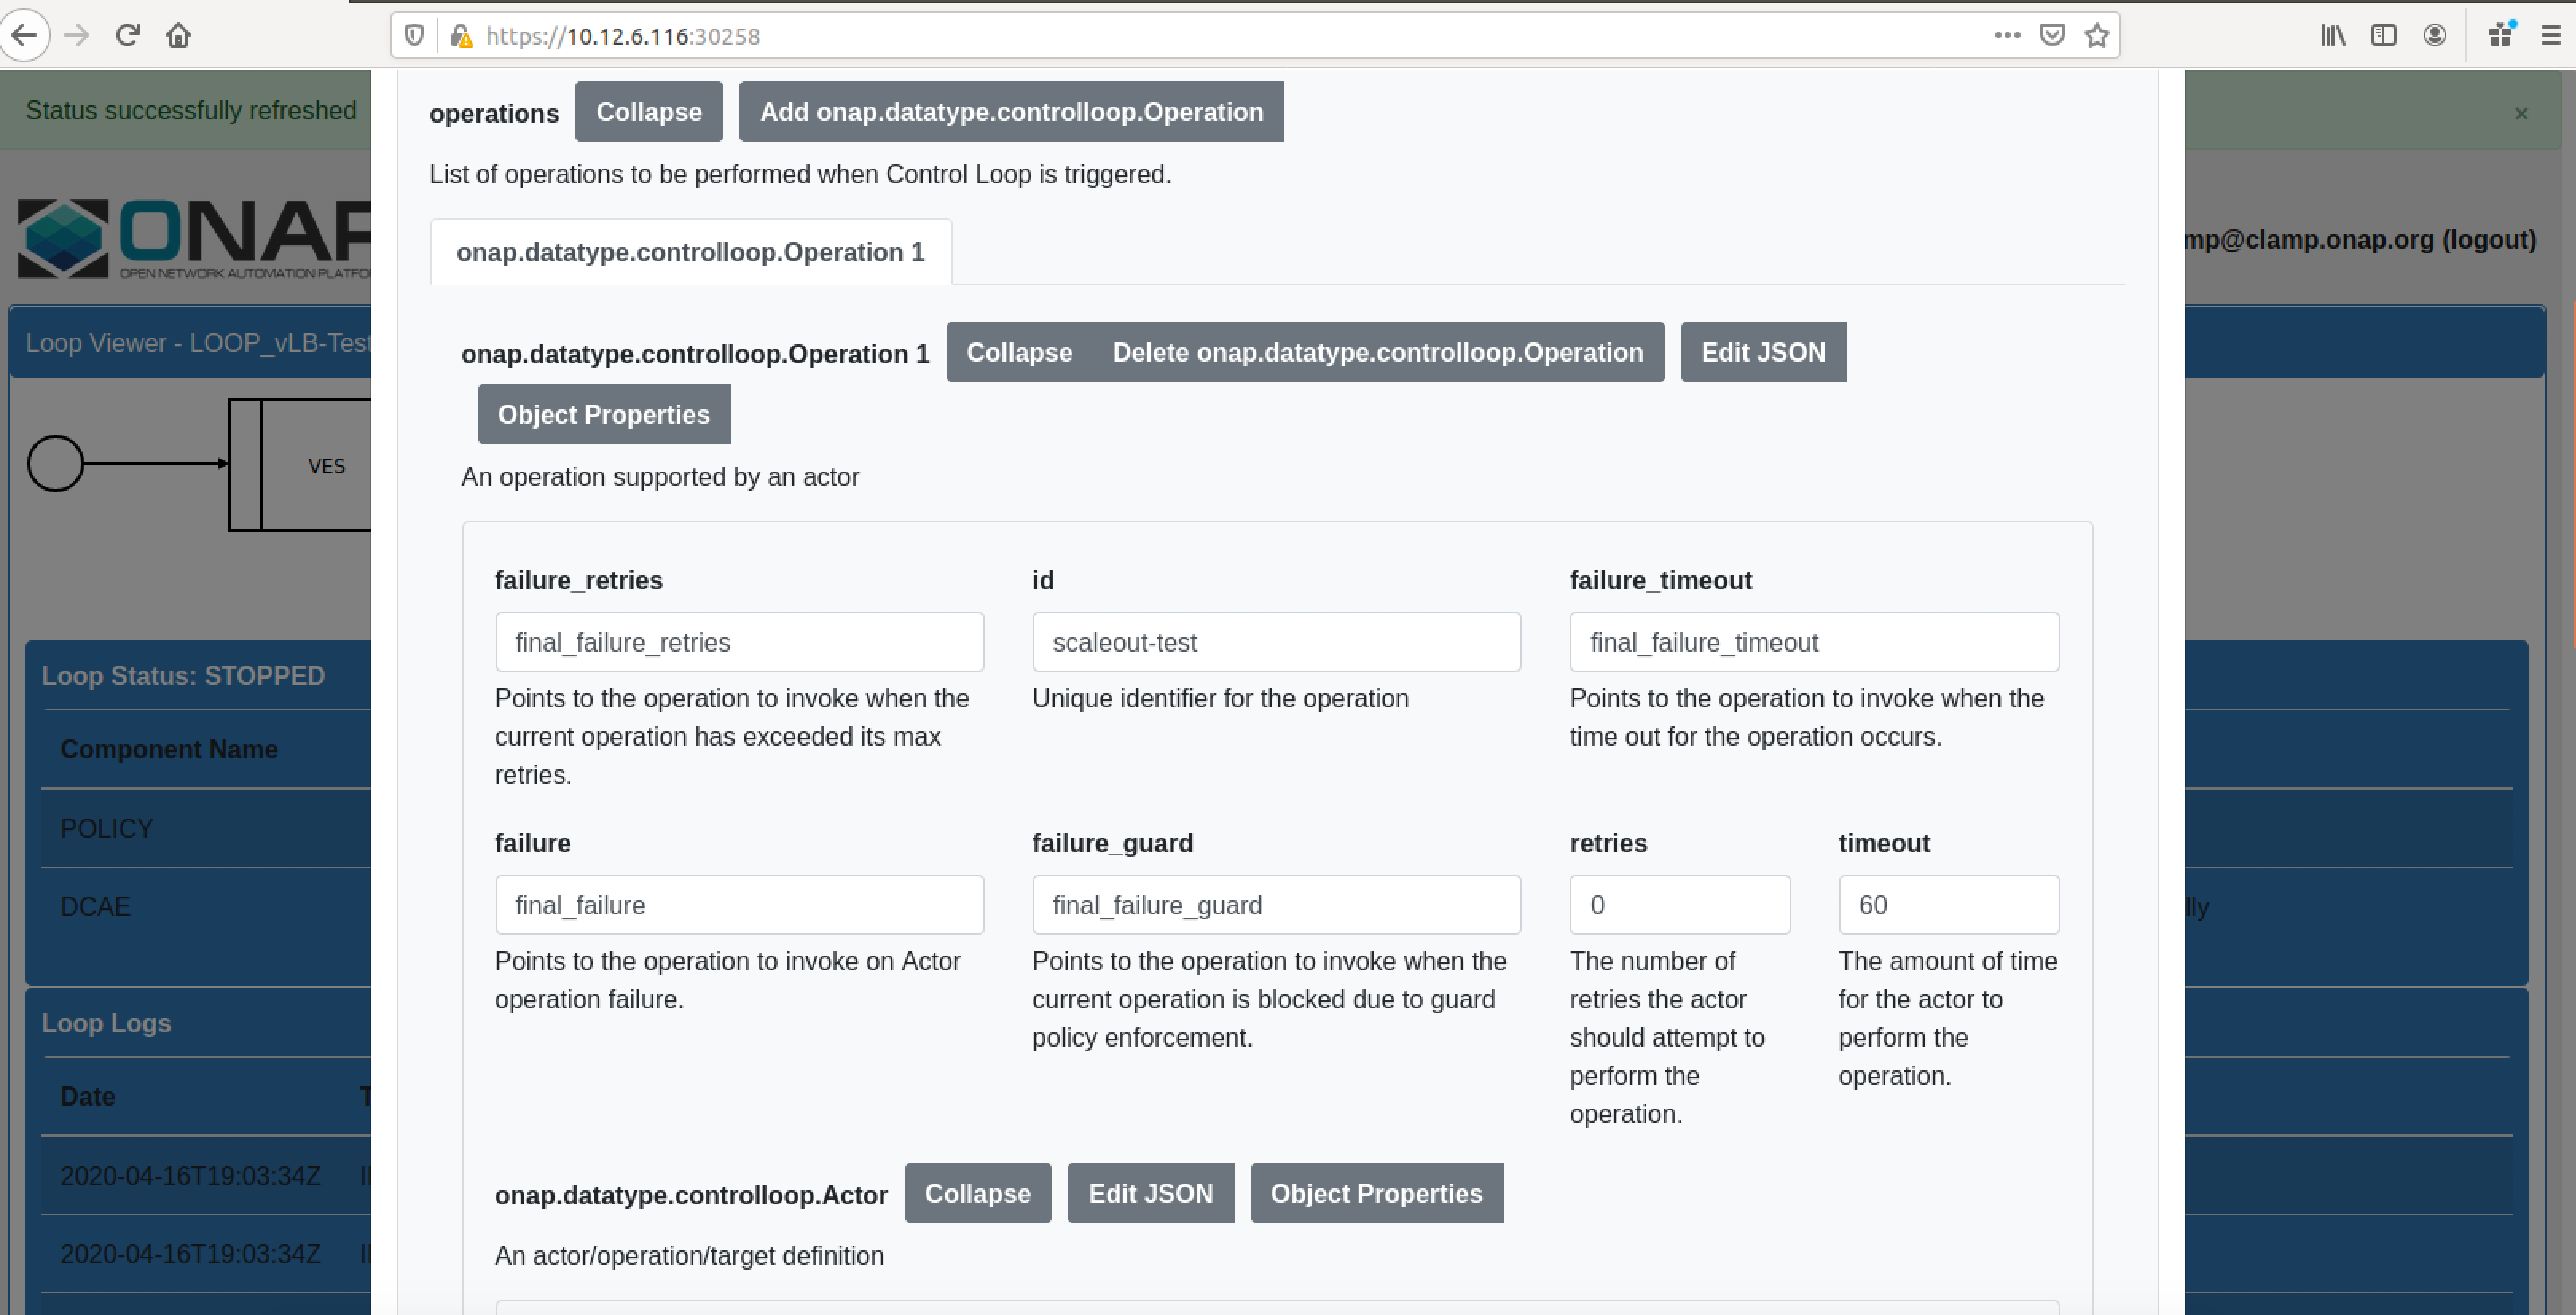 https://10.12.6.116:30258
Status successfully refreshed
×
ONAP
OPEN NETWORK AUTOMATION
mp@clamp.onap.org (logout)
Loop Viewer - LOOP_vLB-Test
VES
Loop Status: STOPPED
Component Name
POLICY
DCAE
lly
Loop Logs
Date
2020-04-16T19:03:34Z
2020-04-16T19:03:34Z
operations Collapse Add onap.datatype.controlloop.Operation
List of operations to be performed when Control Loop is triggered.
onap.datatype.controlloop.Operation 1
onap.datatype.controlloop.Operation 1 Collapse Delete onap.datatype.controlloop.Operation Edit JSON
Object Properties
An operation supported by an actor
failure_retries
final_failure_retries
Points to the operation to invoke when the
current operation has exceeded its max
retries.
id
scaleout-test
Unique identifier for the operation
failure_timeout
final_failure_timeout
Points to the operation to invoke when the
time out for the operation occurs.
failure
final_failure
Points to the operation to invoke on Actor
operation failure.
failure_guard
final_failure_guard
Points to the operation to invoke when the
current operation is blocked due to guard
policy enforcement.
retries
0
The number of
retries the actor
should attempt to
perform the
operation.
timeout
60
The amount of time
for the actor to
perform the
operation.
onap.datatype.controlloop.Actor Collapse Edit JSON Object Properties
An actor/operation/target definition